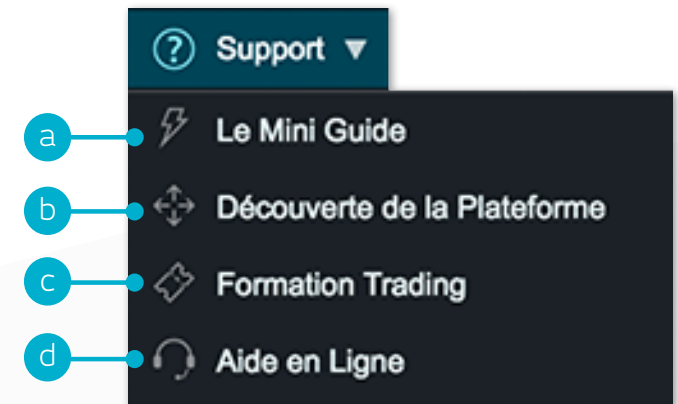 ? Support ▼
a Le Mini Guide
b Découverte de la Plateforme
c Formation Trading
d Aide en Ligne